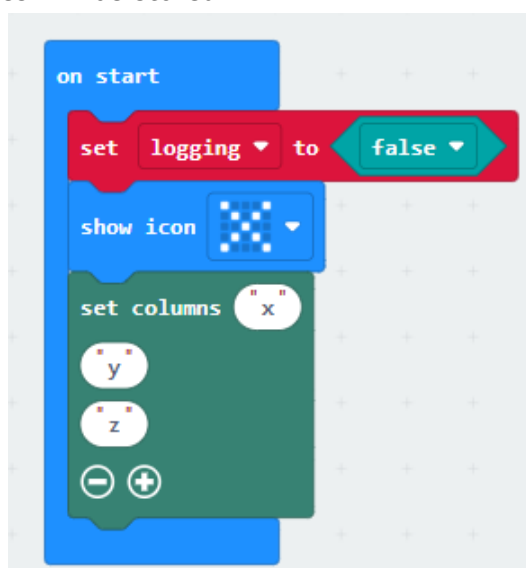 on start
set logging to false
show icon
set columns "x"
"y"
"z"